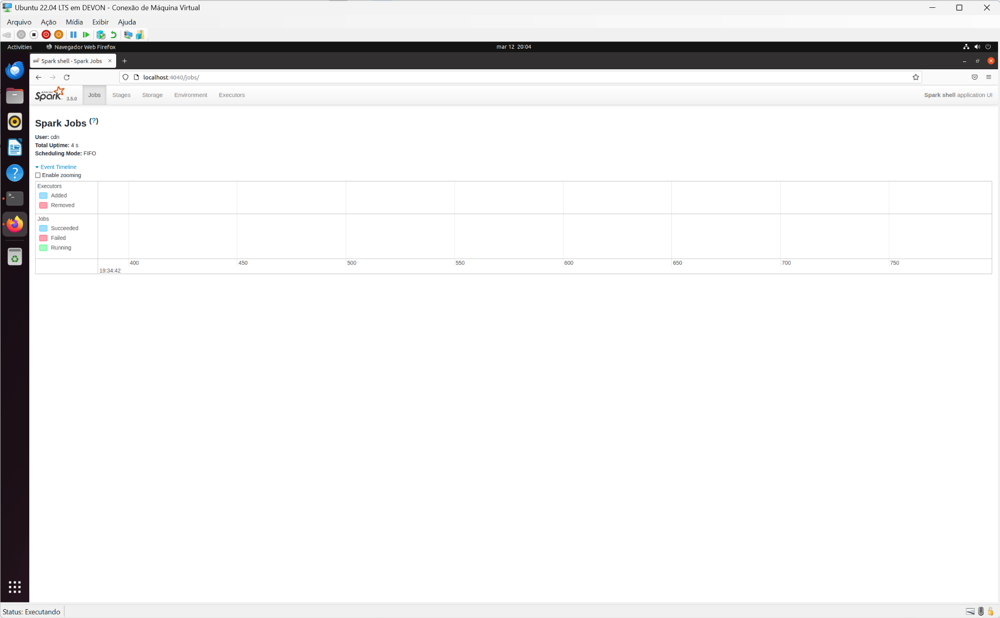 Ubuntu 22.04 LTS em DEVON - Conexão de Máquina Virtual
Arquivo Ação Mídia Exibir Ajuda
Activities Navegador Web Firefox mar 12 20:04
Spark shell - Spark Jobs
localhost:4040/jobs/
APACHE Spark 3.5.0 Jobs Stages Storage Environment Executors Spark shell application UI
Spark Jobs (?)
User: cdn
Total Uptime: 4 s
Scheduling Mode: FIFO
Event Timeline
Enable zooming
Executors
Added
Removed
Jobs
Succeeded
Failed
Running
400 450 500 550 600 650 700 750
19:34:42
Status: Executando